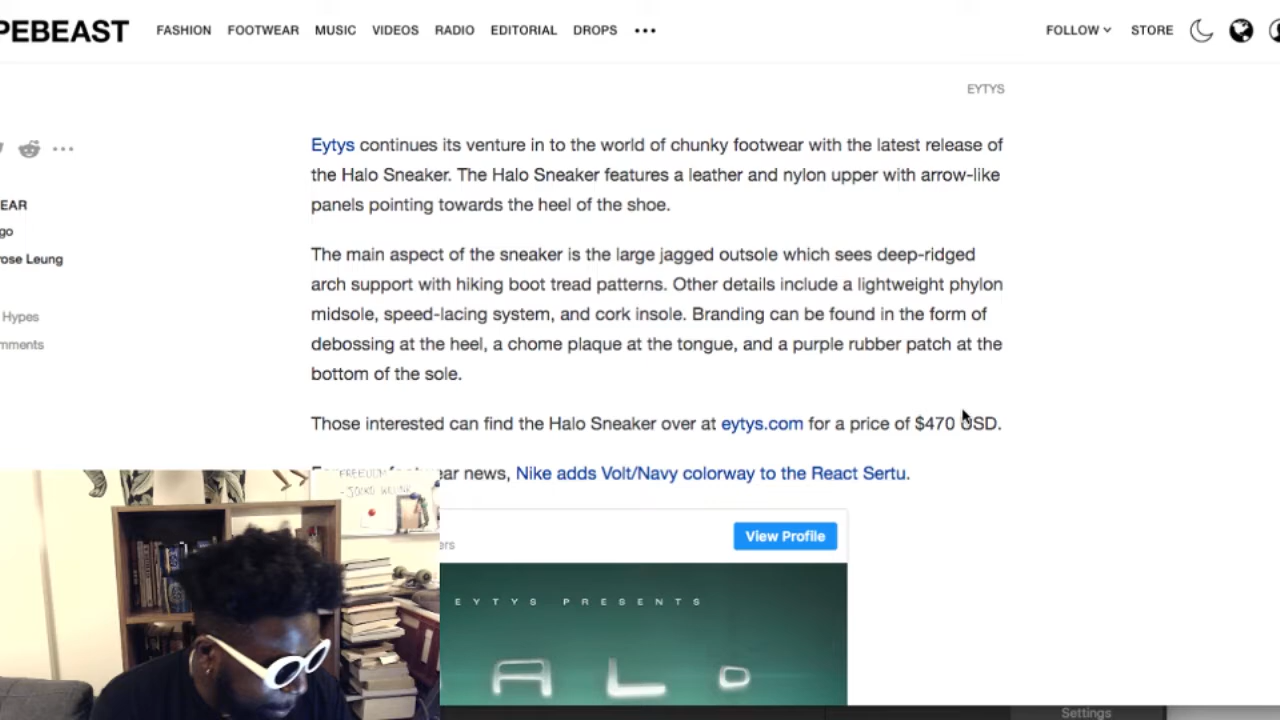 PEBEAST FASHION FOOTWEAR MUSIC VIDEOS RADIO EDITORIAL DROPS ••• FOLLOW STORE
EYTYS
Eytys continues its venture in to the world of chunky footwear with the latest release of
the Halo Sneaker. The Halo Sneaker features a leather and nylon upper with arrow-like
panels pointing towards the heel of the shoe.
EAR
go
rose Leung
The main aspect of the sneaker is the large jagged outsole which sees deep-ridged
arch support with hiking boot tread patterns. Other details include a lightweight phylon
midsole, speed-lacing system, and cork insole. Branding can be found in the form of
debossing at the heel, a chome plaque at the tongue, and a purple rubber patch at the
bottom of the sole.
Hypes
mments
Those interested can find the Halo Sneaker over at eytys.com for a price of $470 USD.
ear news, Nike adds Volt/Navy colorway to the React Sertu.
ers
View Profile
EYTYS PRESENTS
ALO
Settings